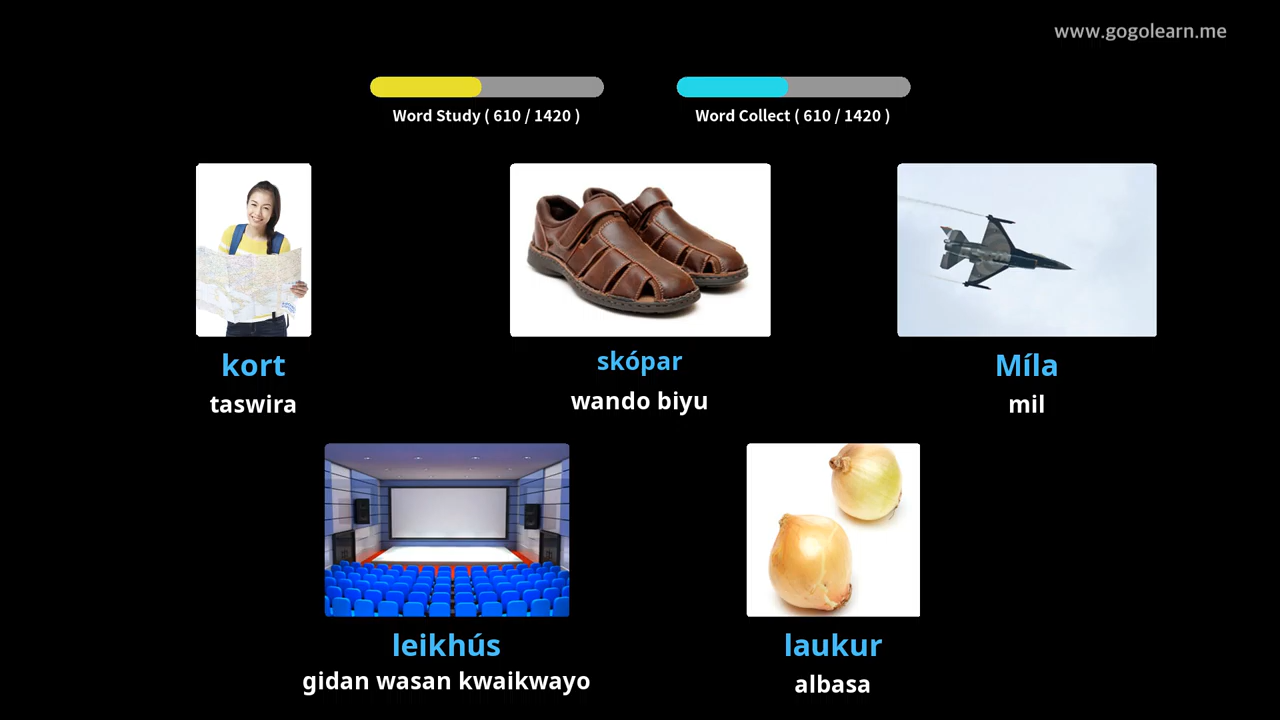 www.gogolearn.me
Word Study ( 610 / 1420 )
Word Collect ( 610 / 1420 )
kort
taswira
skópar
wando biyu
Míla
mil
leikhús
gidan wasan kwaikwayo
laukur
albasa